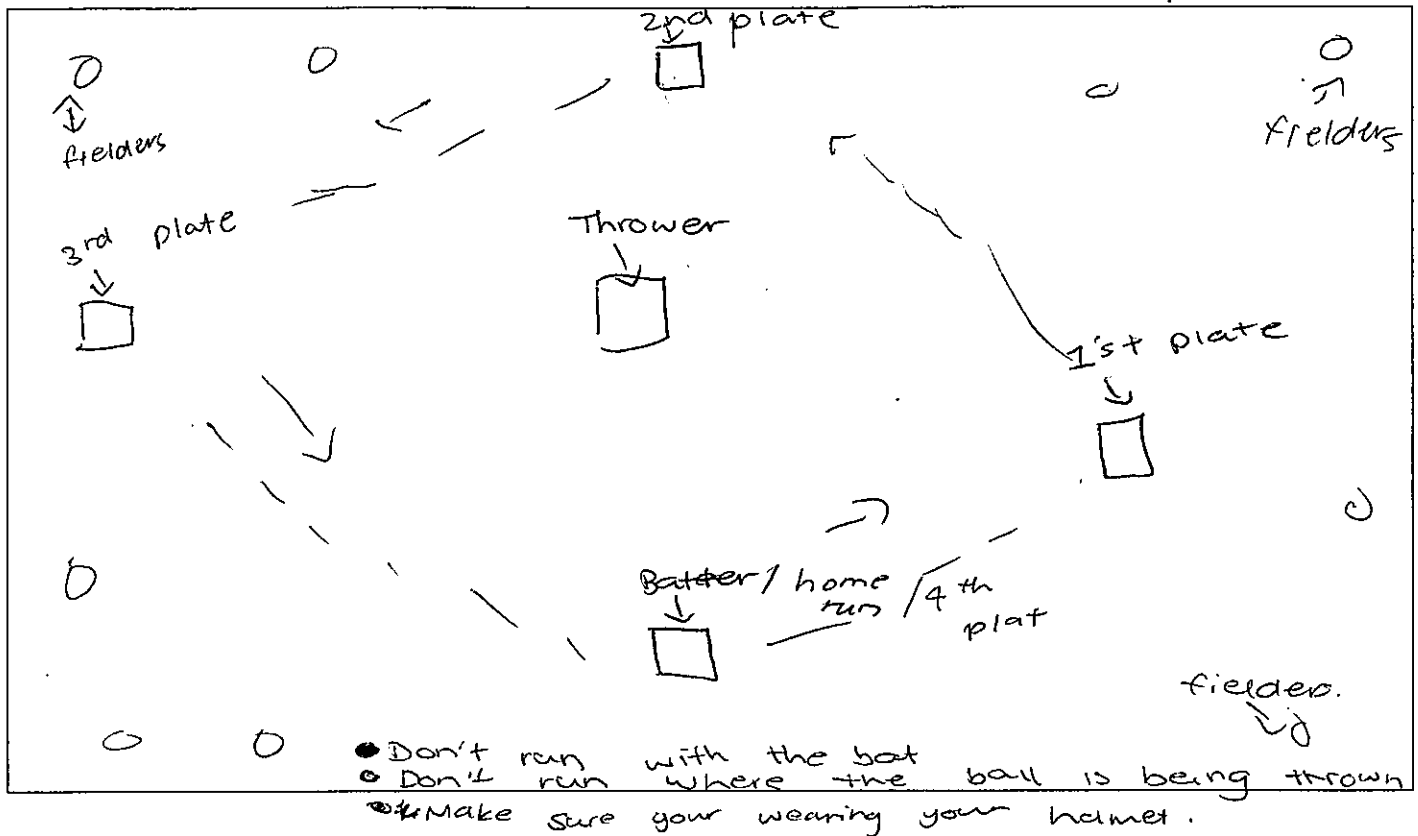 2nd plate
fielders
fielders
3rd plate
Thrower
1'st plate
Batter / home run / 4th plat
fielders.
Don't run with the bat
Don't run where the ball is being thrown
Make sure your wearing your halmet.